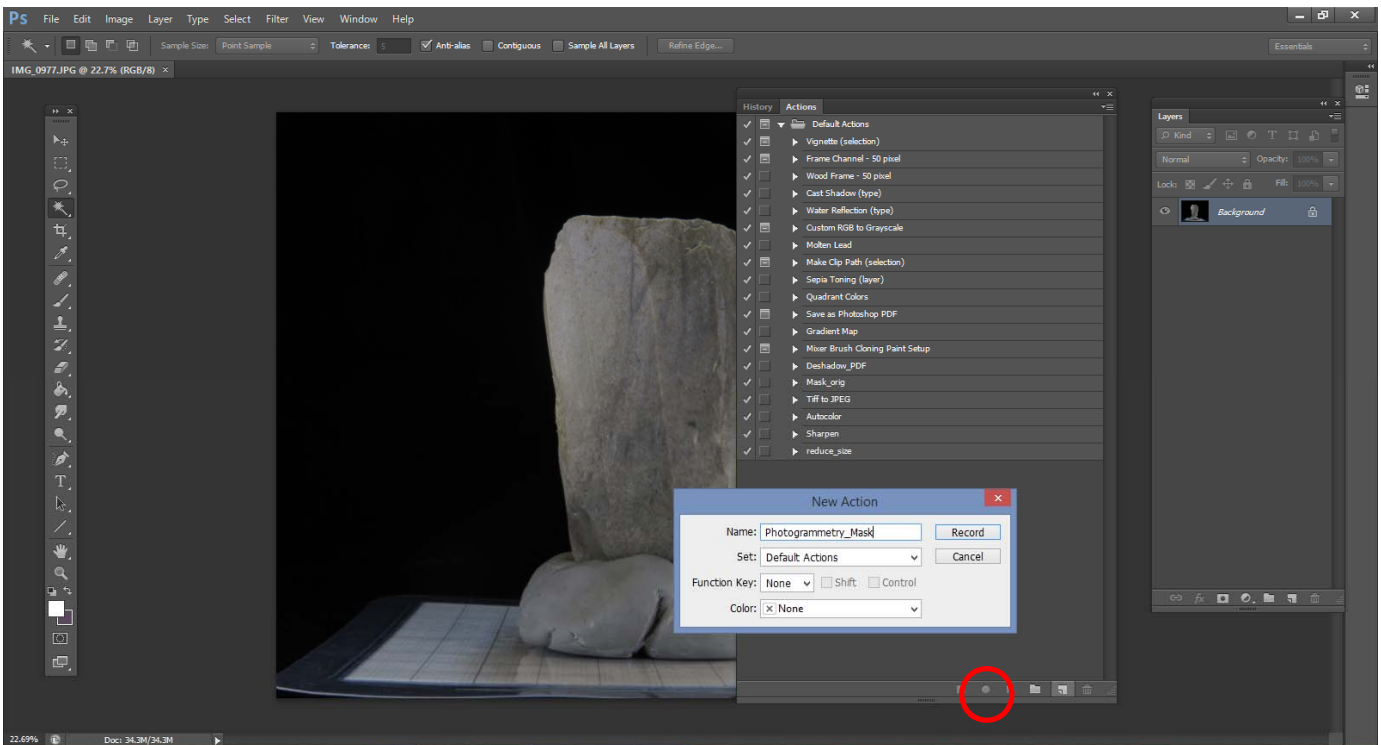 Ps File Edit Image Layer Type Select Filter View Window Help
Sample Size: Point Sample Tolerance: 5 Anti-alias Contiguous Sample All Layers Refine Edge... Essentials
IMG_0977.JPG @ 22.7% (RGB/8) ×
History Actions
Default Actions
Vignette (selection)
Frame Channel - 50 pixel
Wood Frame - 50 pixel
Cast Shadow (type)
Water Reflection (type)
Custom RGB to Grayscale
Molten Lead
Make Clip Path (selection)
Sepia Toning (layer)
Quadrant Colors
Save as Photoshop PDF
Gradient Map
Mixer Brush Cloning Paint Setup
Deshadow_PDF
Mask_orig
Tiff to JPEG
Autocolor
Sharpen
reduce_size
Layers
Kind
Normal Opacity: 100%
Lock: Fill: 100%
Background
New Action
Name: Photogrammetry_Mask Record
Set: Default Actions Cancel
Function Key: None Shift Control
Color: None
22.69% Doc: 34.3M/34.3M